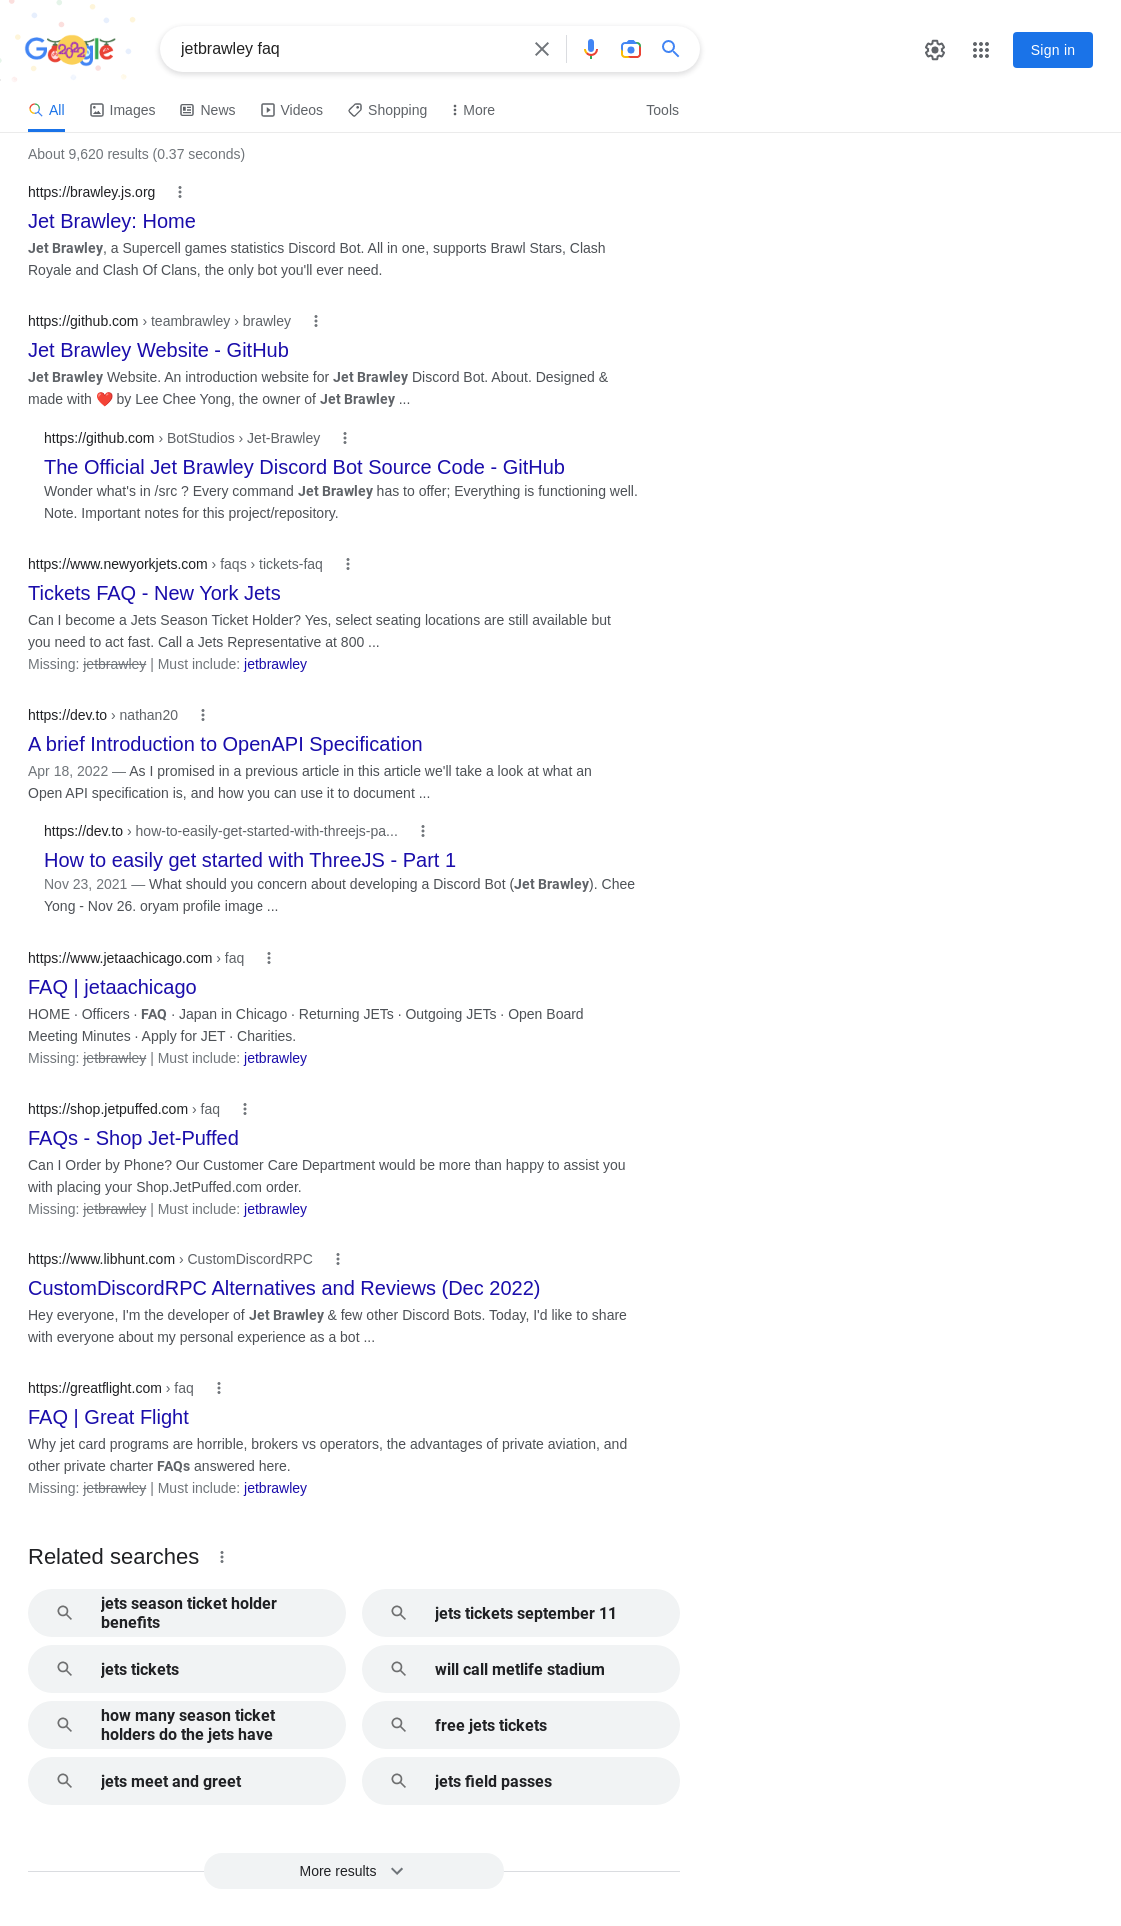 Google
jetbrawley faq
Sign in
All Images News Videos Shopping More Tools
About 9,620 results (0.37 seconds)
https://brawley.js.org
Jet Brawley: Home
Jet Brawley, a Supercell games statistics Discord Bot. All in one, supports Brawl Stars, Clash
Royale and Clash Of Clans, the only bot you'll ever need.
https://github.com › teambrawley › brawley
Jet Brawley Website - GitHub
Jet Brawley Website. An introduction website for Jet Brawley Discord Bot. About. Designed &
made with ❤️ by Lee Chee Yong, the owner of Jet Brawley ...
https://github.com › BotStudios › Jet-Brawley
The Official Jet Brawley Discord Bot Source Code - GitHub
Wonder what's in /src ? Every command Jet Brawley has to offer; Everything is functioning well.
Note. Important notes for this project/repository.
https://www.newyorkjets.com › faqs › tickets-faq
Tickets FAQ - New York Jets
Can I become a Jets Season Ticket Holder? Yes, select seating locations are still available but
you need to act fast. Call a Jets Representative at 800 ...
Missing: jetbrawley | Must include: jetbrawley
https://dev.to › nathan20
A brief Introduction to OpenAPI Specification
Apr 18, 2022 — As I promised in a previous article in this article we'll take a look at what an
Open API specification is, and how you can use it to document ...
https://dev.to › how-to-easily-get-started-with-threejs-pa...
How to easily get started with ThreeJS - Part 1
Nov 23, 2021 — What should you concern about developing a Discord Bot (Jet Brawley). Chee
Yong - Nov 26. oryam profile image ...
https://www.jetaachicago.com › faq
FAQ | jetaachicago
HOME · Officers · FAQ · Japan in Chicago · Returning JETs · Outgoing JETs · Open Board
Meeting Minutes · Apply for JET · Charities.
Missing: jetbrawley | Must include: jetbrawley
https://shop.jetpuffed.com › faq
FAQs - Shop Jet-Puffed
Can I Order by Phone? Our Customer Care Department would be more than happy to assist you
with placing your Shop.JetPuffed.com order.
Missing: jetbrawley | Must include: jetbrawley
https://www.libhunt.com › CustomDiscordRPC
CustomDiscordRPC Alternatives and Reviews (Dec 2022)
Hey everyone, I'm the developer of Jet Brawley & few other Discord Bots. Today, I'd like to share
with everyone about my personal experience as a bot ...
https://greatflight.com › faq
FAQ | Great Flight
Why jet card programs are horrible, brokers vs operators, the advantages of private aviation, and
other private charter FAQs answered here.
Missing: jetbrawley | Must include: jetbrawley
Related searches
jets season ticket holder
benefits
jets tickets september 11
jets tickets
will call metlife stadium
how many season ticket
holders do the jets have
free jets tickets
jets meet and greet
jets field passes
More results